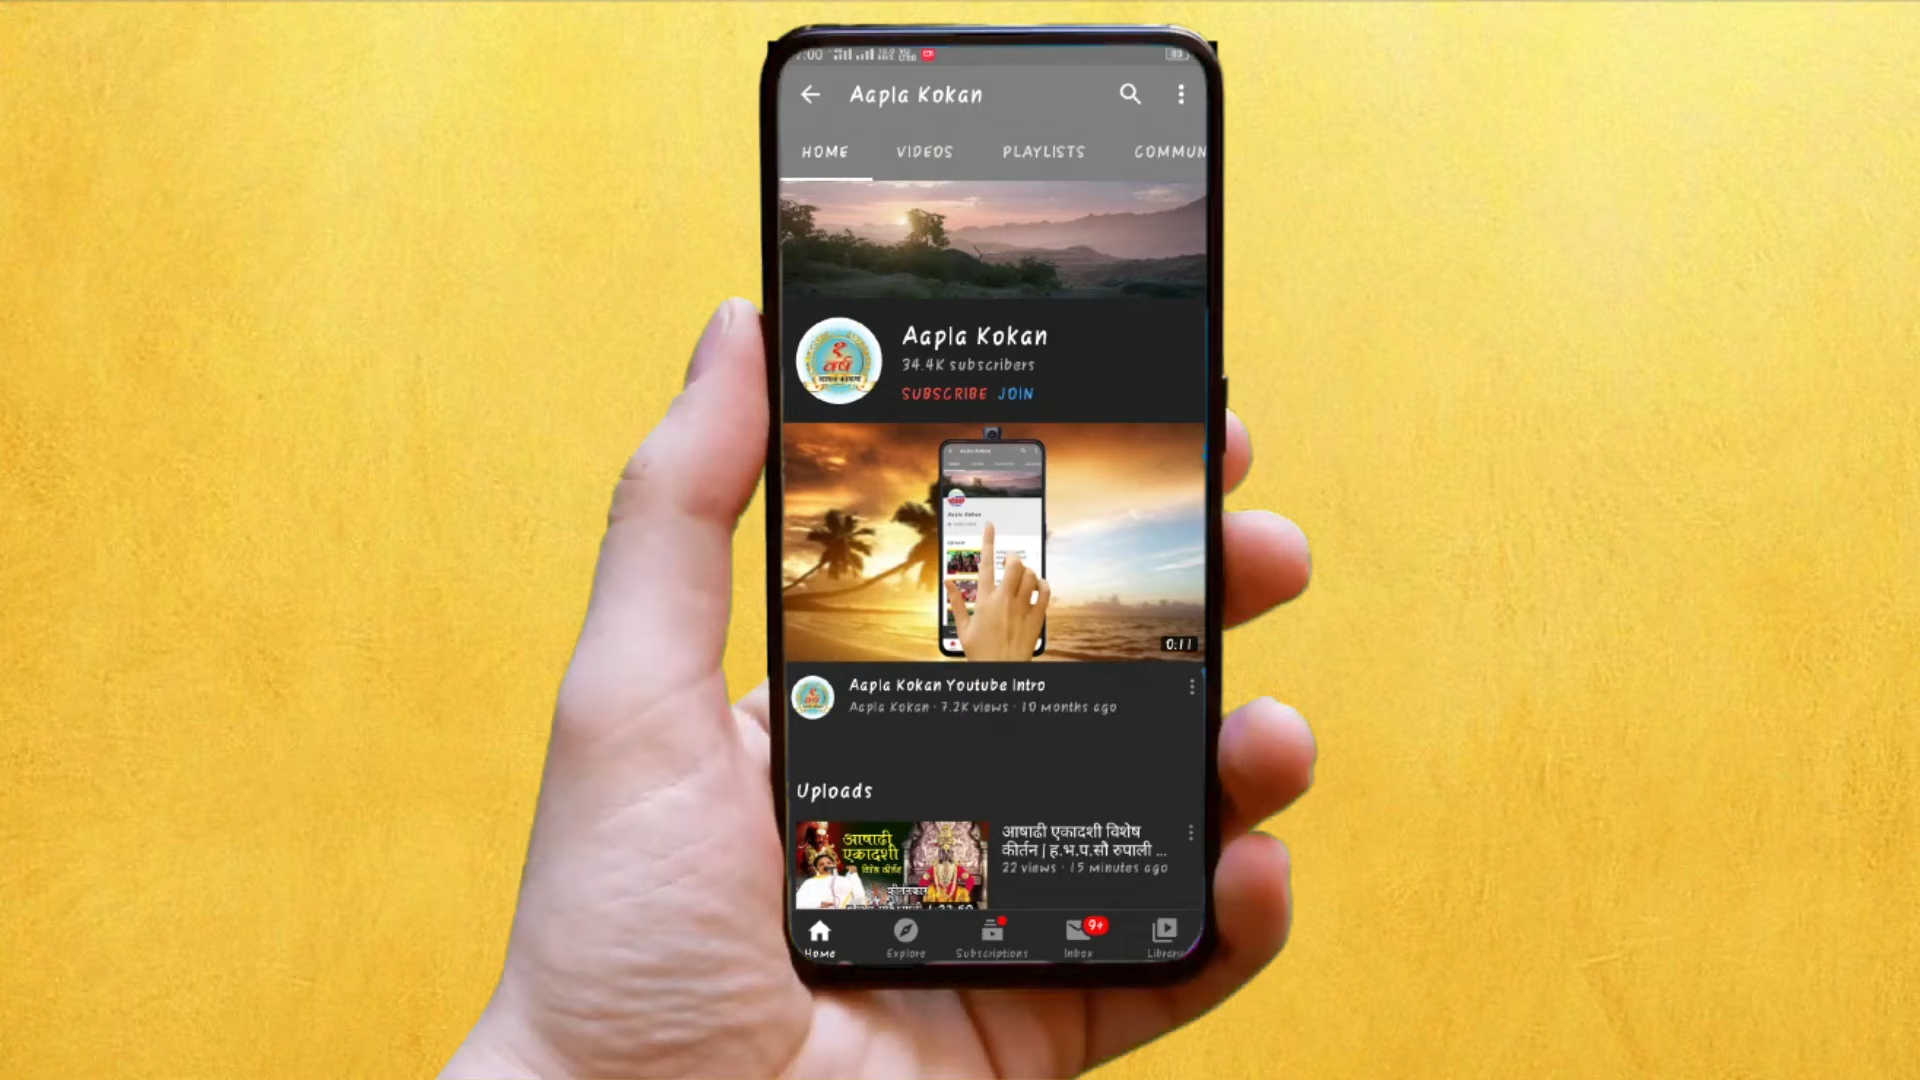 Aapla Kokan
HOME VIDEOS PLAYLISTS COMMUN
Aapla Kokan
34.4K subscribers
SUBSCRIBE JOIN
0:11
Aapla Kokan Youtube Intro
Aapla Kokan · 7.2K views · 10 months ago
Uploads
आषाढी
एकादशी
विशेष कीर्तन
आषाढी एकादशी विशेष
कीर्तन | ह.भ.प.सौ रुपाली ...
22 views · 15 minutes ago
9+
Home Explore Subscriptions Inbox Library